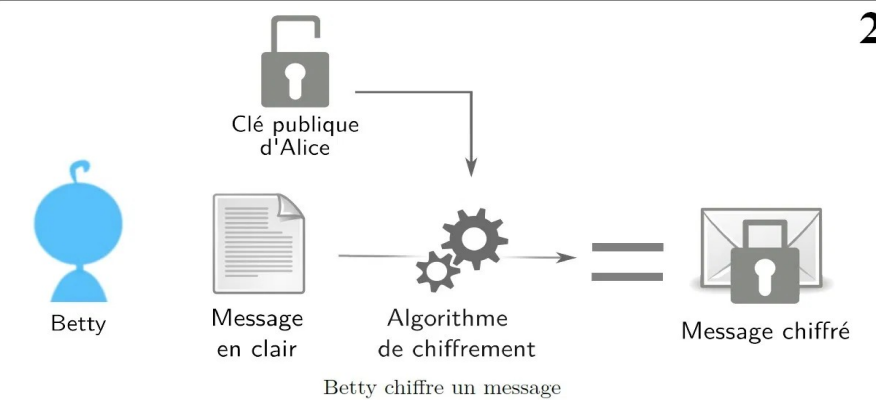 2
Clé publique
d'Alice
Betty
Message
en clair
Algorithme
de chiffrement
Message chiffré
Betty chiffre un message